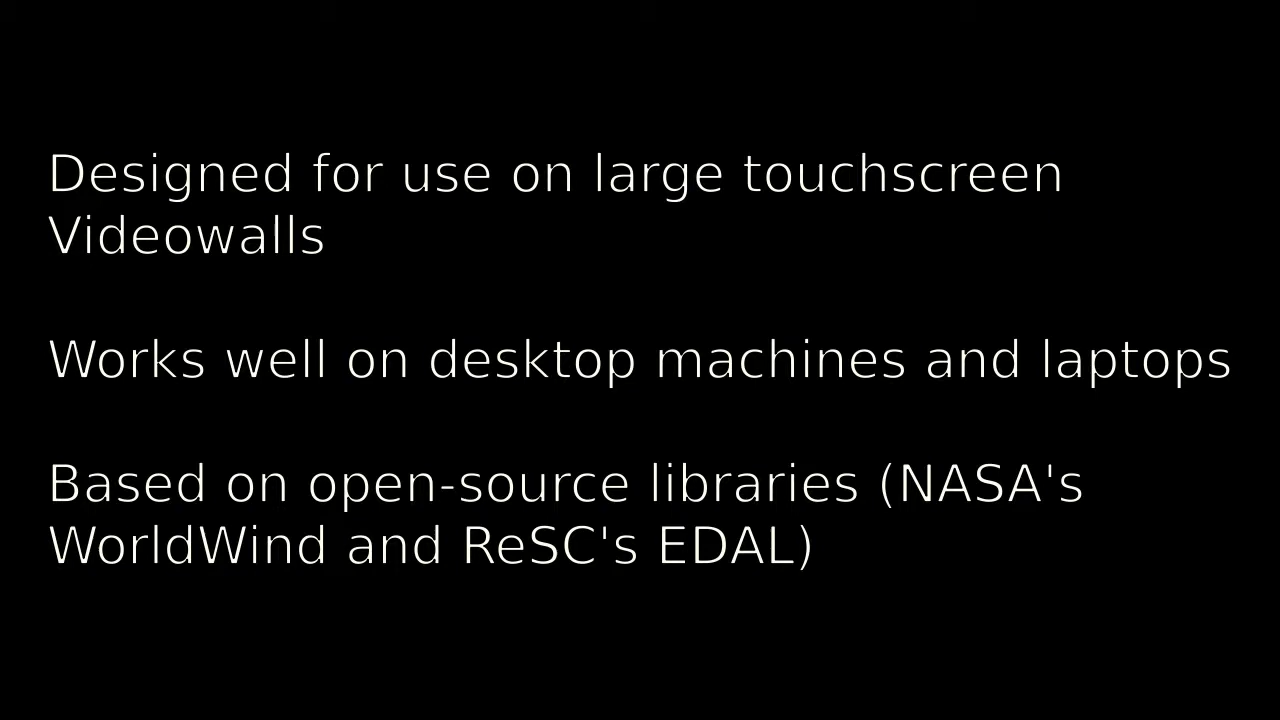 Designed for use on large touchscreen
Videowalls
Works well on desktop machines and laptops
Based on open-source libraries (NASA's
WorldWind and ReSC's EDAL)